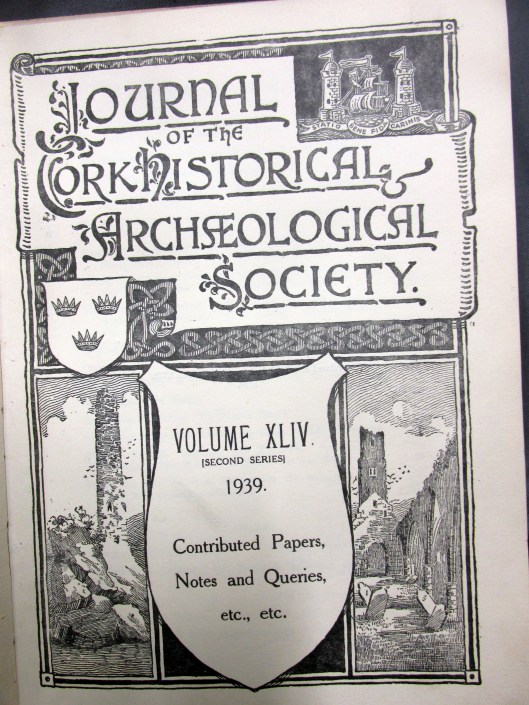 JOURNAL
OF THE
CORK HISTORICAL
ARCHÆOLOGICAL
SOCIETY.
STATIO BENE FIDA CARINIS
VOLUME XLIV.
[SECOND SERIES]
1939.
Contributed Papers,
Notes and Queries,
etc., etc.